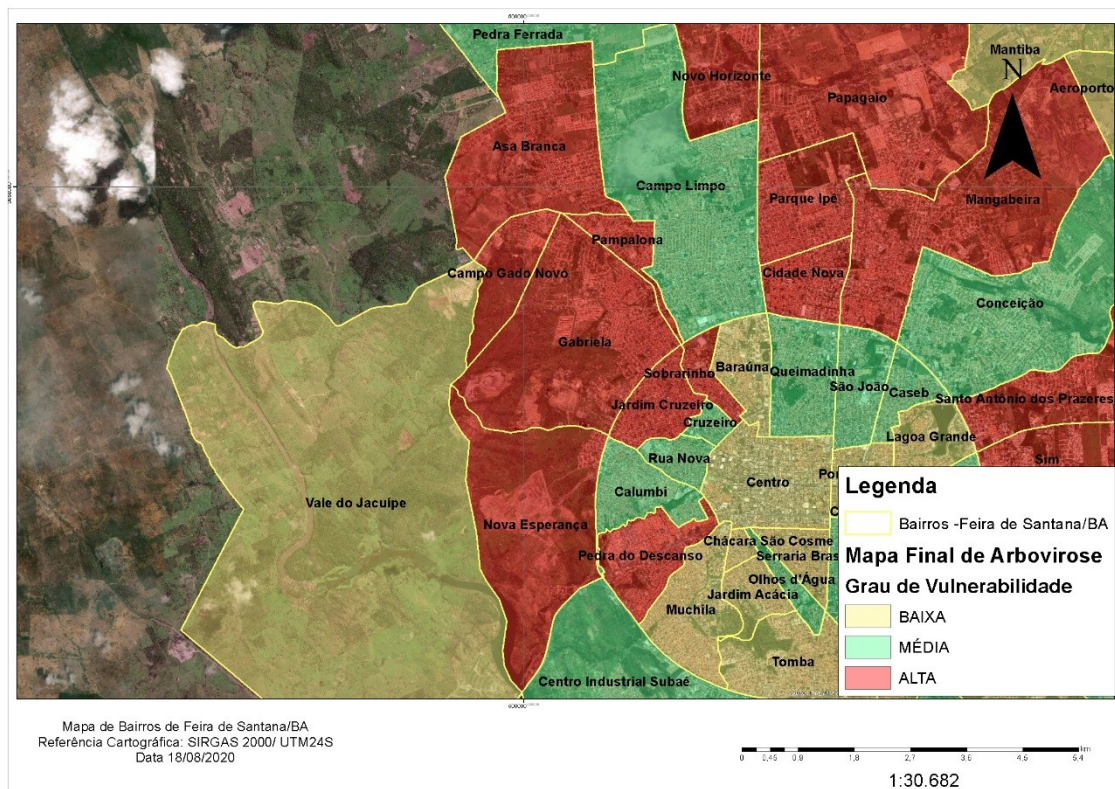 Pedra Ferrada
Mantiba
N
Novo Horizonte
Aeroporto
Papagaio
Asa Branca
Campo Limpo
Parque Ipê
Mangabeira
Pampalona
Campo Gado Novo
Cidade Nova
Conceição
Gabriela
Sobrarinho
Baraúna
Queimadinha
São João
Caseb
Jardim Cruzeiro
Santo Antônio dos Prazeres
Cruzeiro
Lagoa Grande
Rua Nova
Sim
Centro
Calumbi
Vale do Jacuípe
Nova Esperança
Chácara São Cosme
Pedra do Descanso
Serraria Bras
Olhos d'Água
Jardim Acácia
Muchila
Tomba
Centro Industrial Subaé
Legenda
Bairros -Feira de Santana/BA
Mapa Final de Arbovirose
Grau de Vulnerabilidade
BAIXA
MÉDIA
ALTA
Mapa de Bairros de Feira de Santana/BA
Referência Cartográfica: SIRGAS 2000/ UTM24S
Data 18/08/2020
km
0 0,45 0,9 1,8 2,7 3,6 4,5 5,4
1:30.682